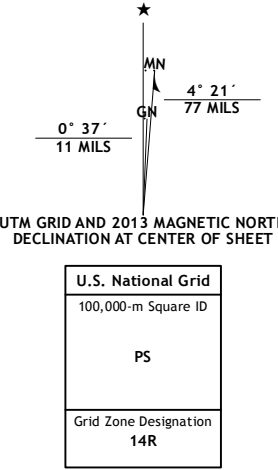 MN
4° 21´
77 MILS
GN
0° 37´
11 MILS
UTM GRID AND 2013 MAGNETIC NORTH
DECLINATION AT CENTER OF SHEET
U.S. National Grid
100,000-m Square ID
PS
Grid Zone Designation
14R